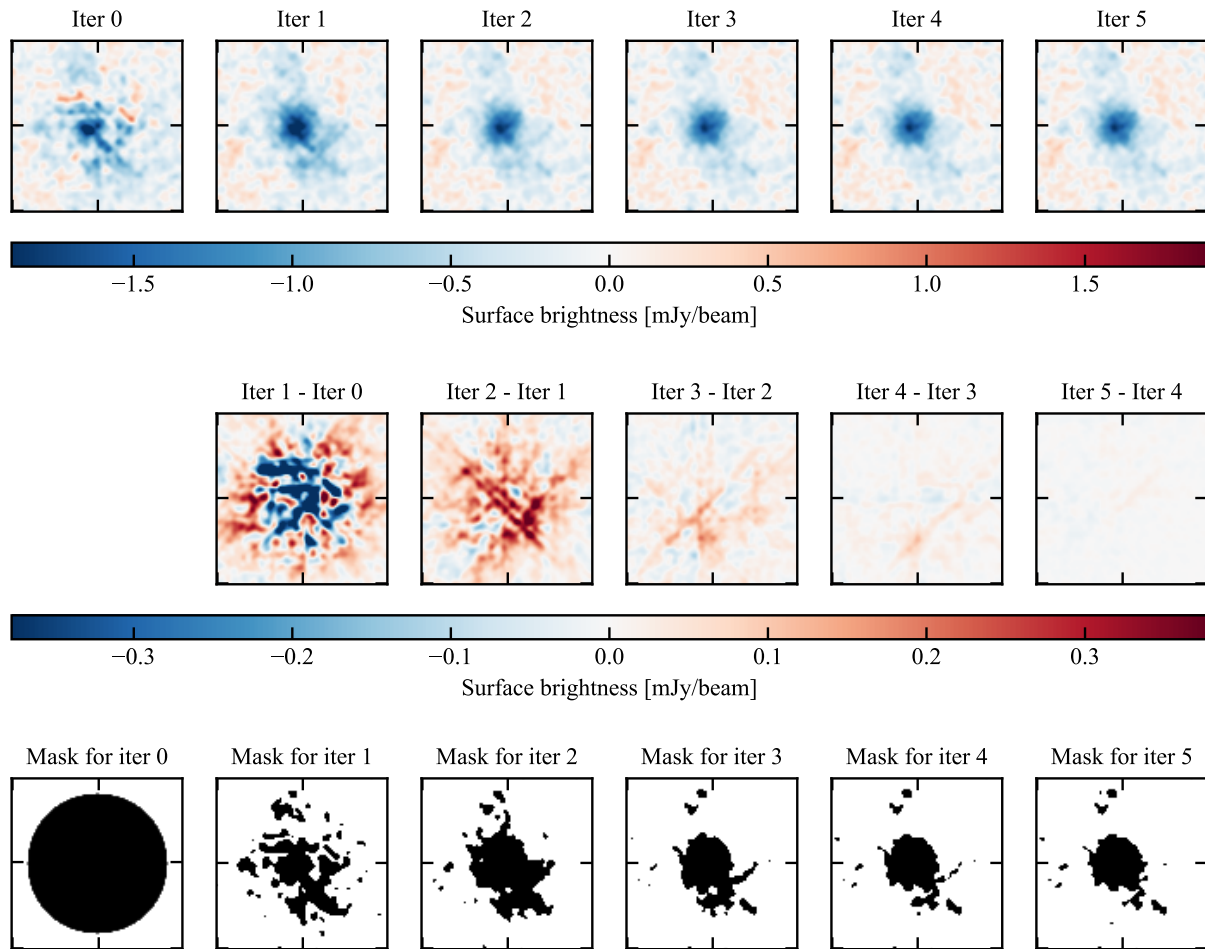 Iter 0 Iter 1 Iter 2 Iter 3 Iter 4 Iter 5
−1.5 −1.0 −0.5 0.0 0.5 1.0 1.5
Surface brightness [mJy/beam]
Iter 1 - Iter 0 Iter 2 - Iter 1 Iter 3 - Iter 2 Iter 4 - Iter 3 Iter 5 - Iter 4
−0.3 −0.2 −0.1 0.0 0.1 0.2 0.3
Surface brightness [mJy/beam]
Mask for iter 0 Mask for iter 1 Mask for iter 2 Mask for iter 3 Mask for iter 4 Mask for iter 5